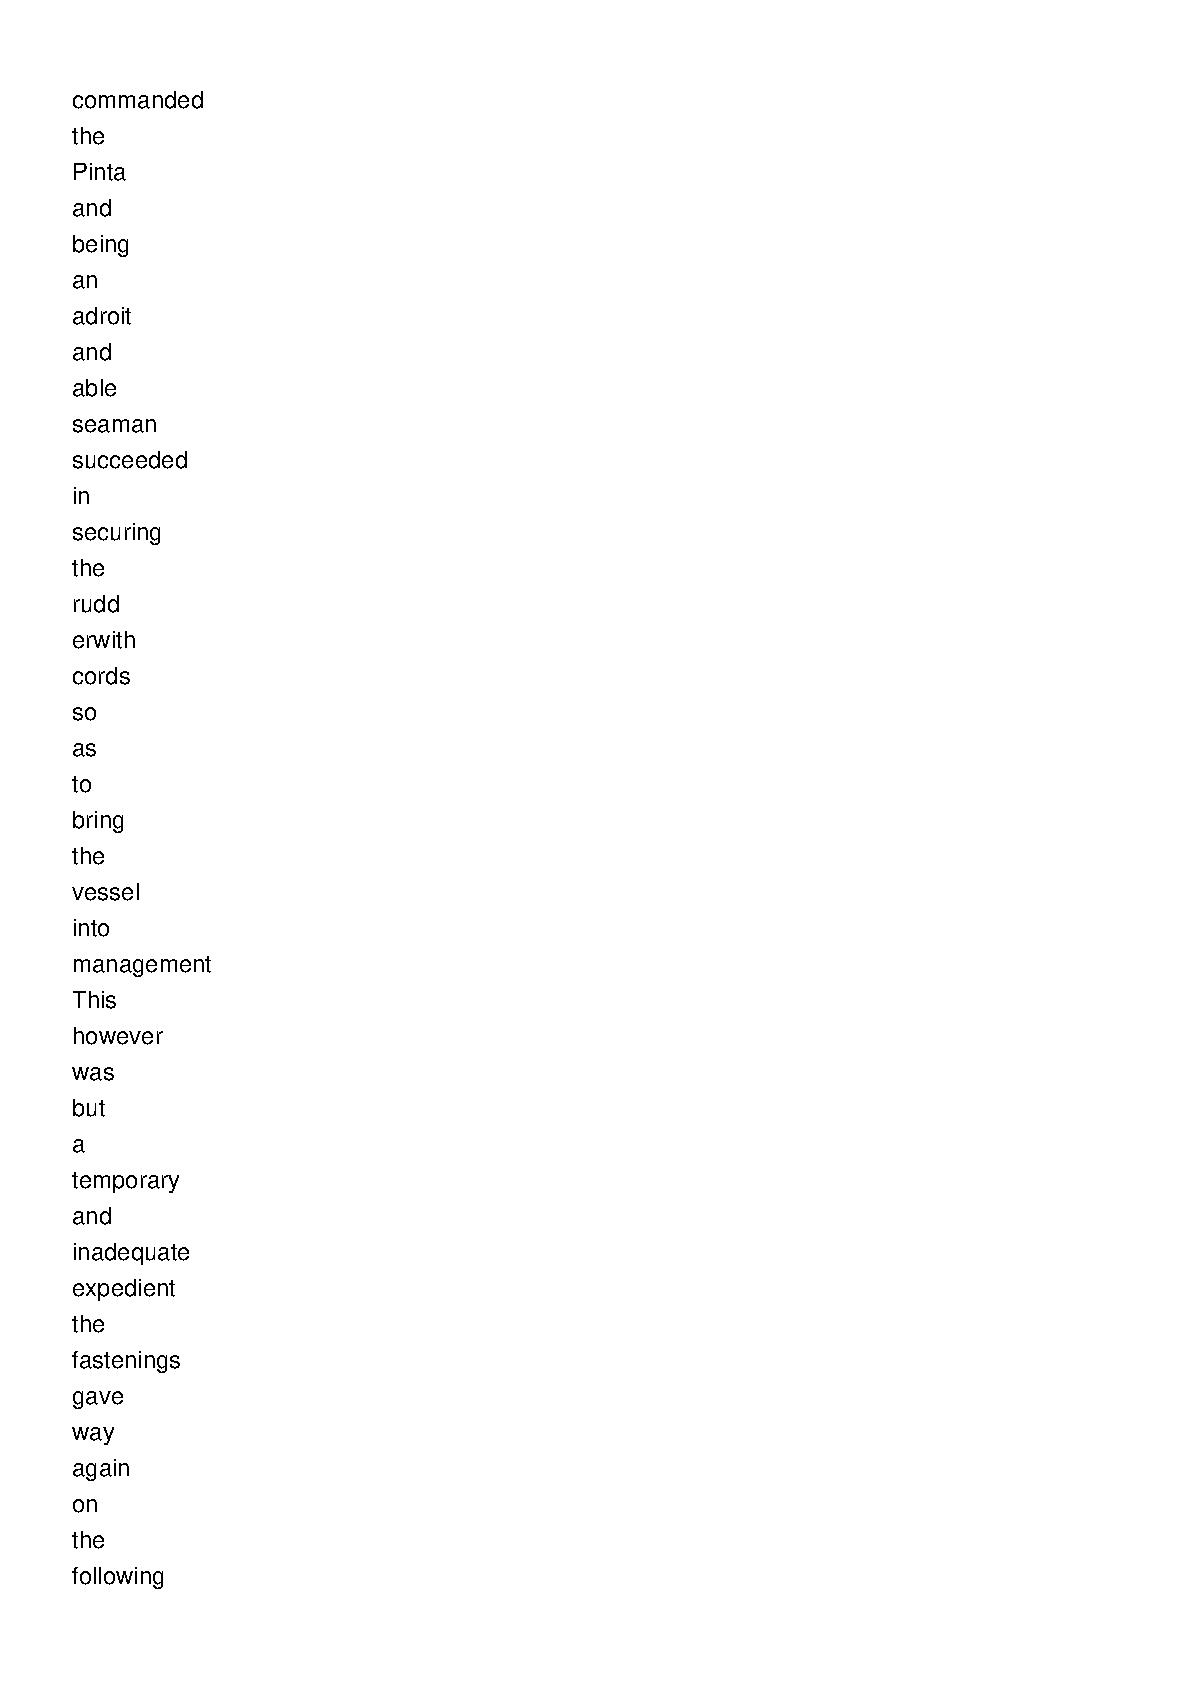 commanded
the
Pinta
and
being
an
adroit
and
able
seaman
succeeded
in
securing
the
rudd
erwith
cords
so
as
to
bring
the
vessel
into
management
This
however
was
but
a
temporary
and
inadequate
expedient
the
fastenings
gave
way
again
on
the
following